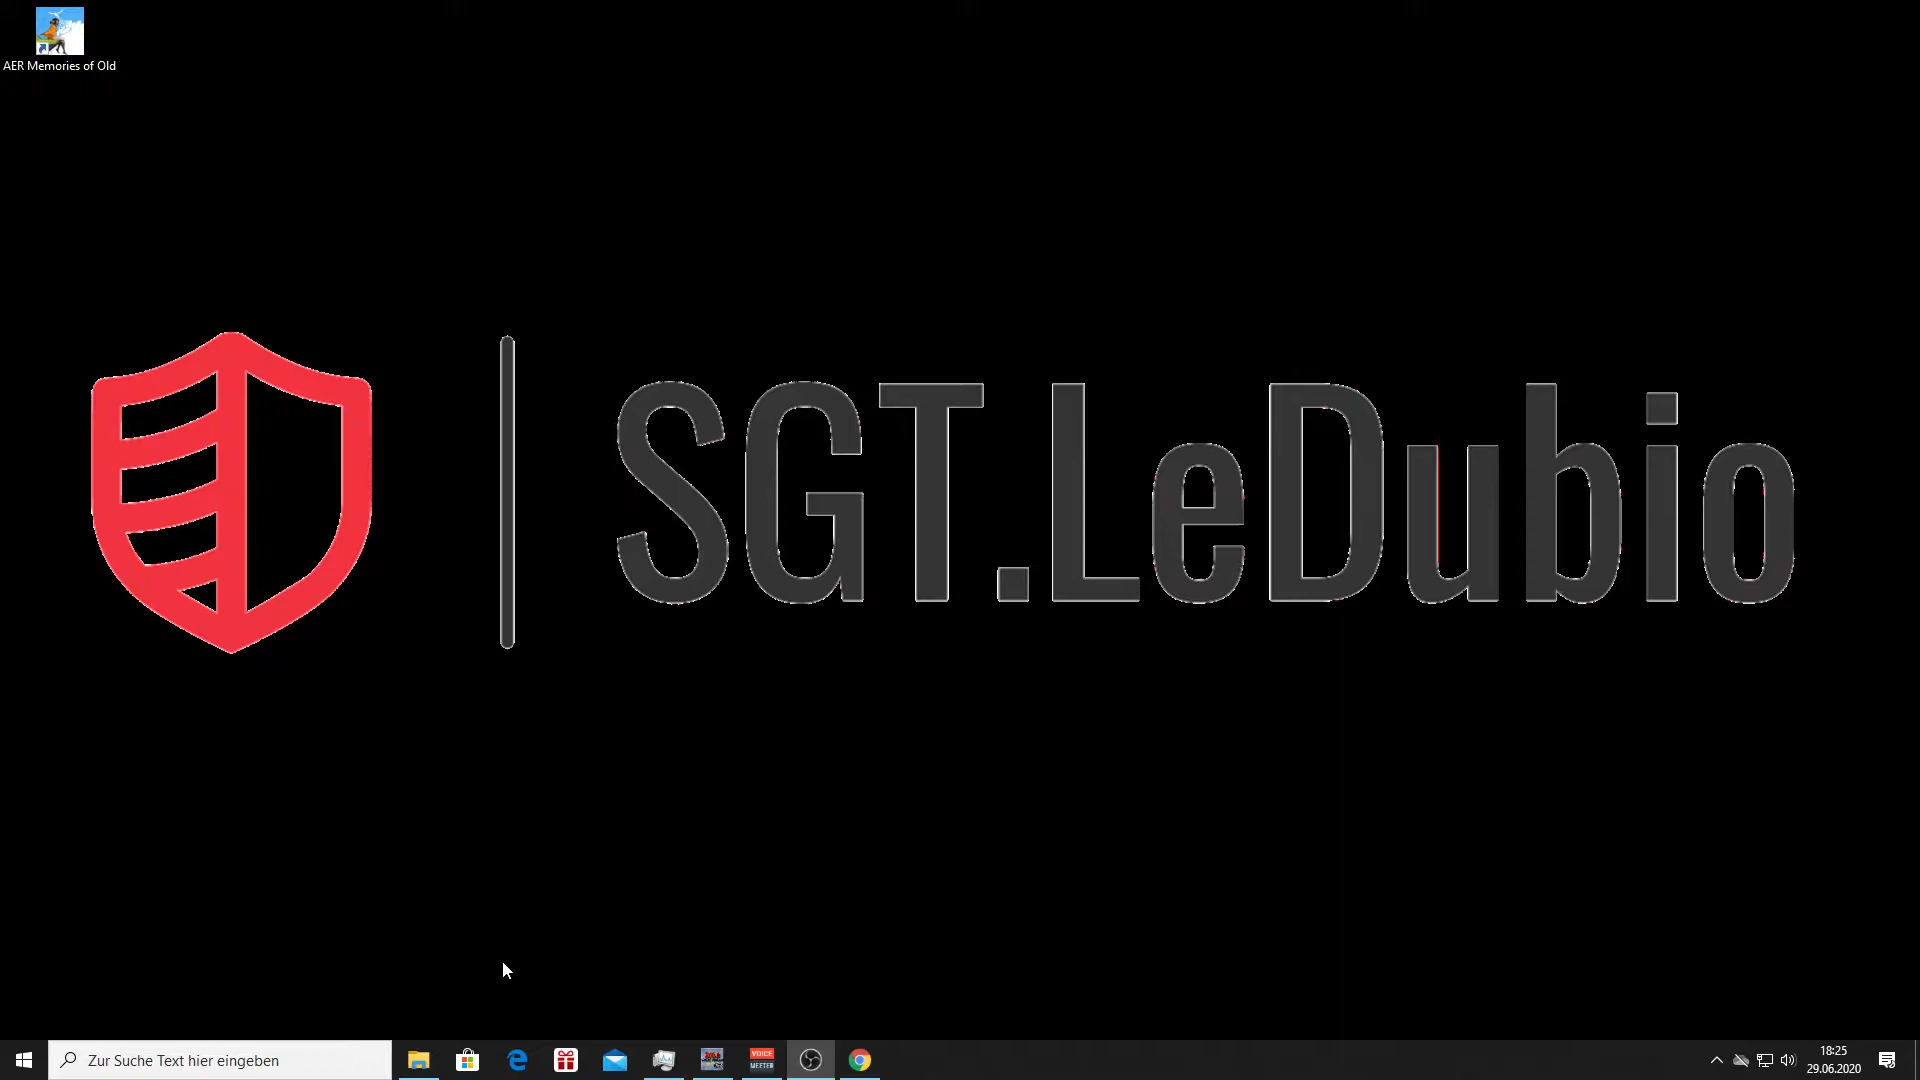 AER Memories of Old
SGT.LeDubio
Zur Suche Text hier eingeben
VOICE
MEETER
18:25
29.06.2020